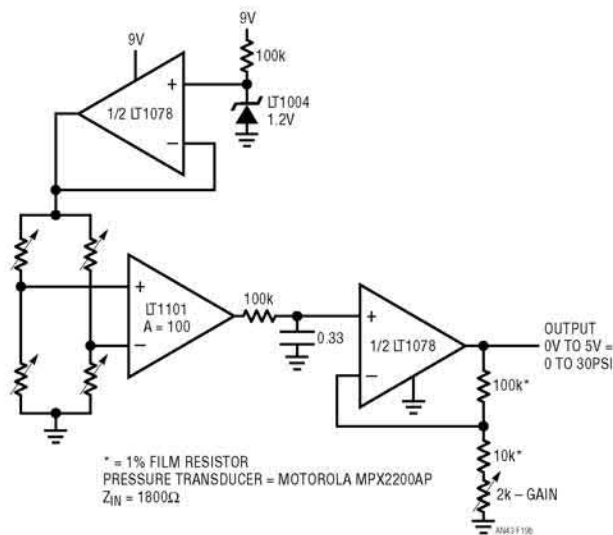 9V
9V
100k
+
1/2 LT1078
−
LT1004
1.2V
+
LT1101
A = 100
−
100k
0.33
+
1/2 LT1078
−
OUTPUT
0V TO 5V =
0 TO 30PSI
100k*
10k*
2k – GAIN
* = 1% FILM RESISTOR
PRESSURE TRANSDUCER = MOTOROLA MPX2200AP
ZIN = 1800Ω
AN43 F19B